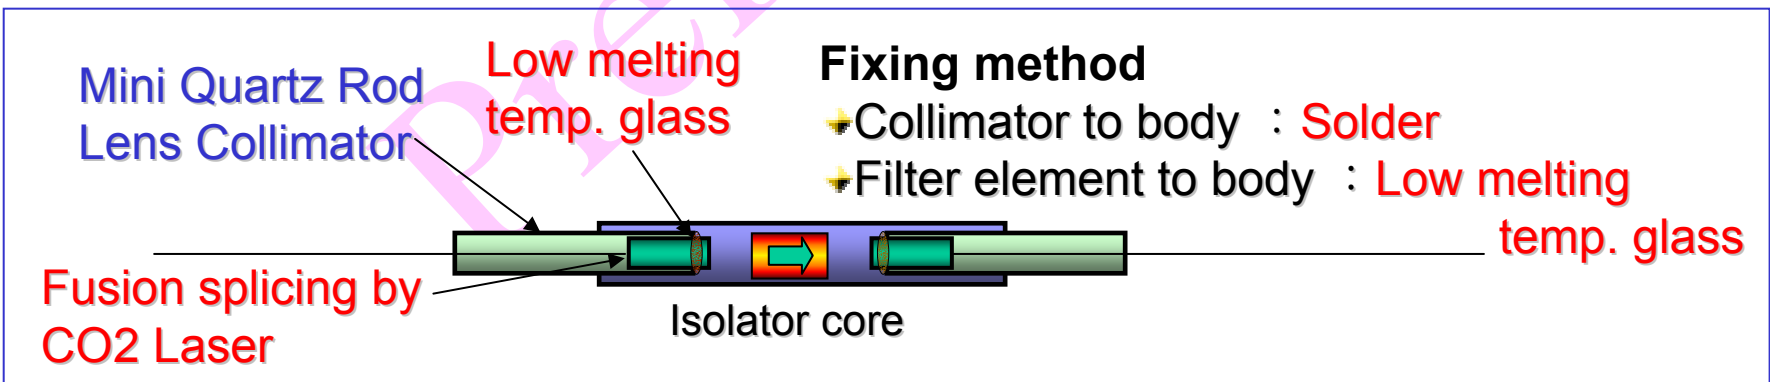 Mini Quartz Rod
Lens Collimator
Low melting
temp. glass
Fixing method
Collimator to body ：Solder
Filter element to body ：Low melting
temp. glass
Fusion splicing by
CO2 Laser
Isolator core